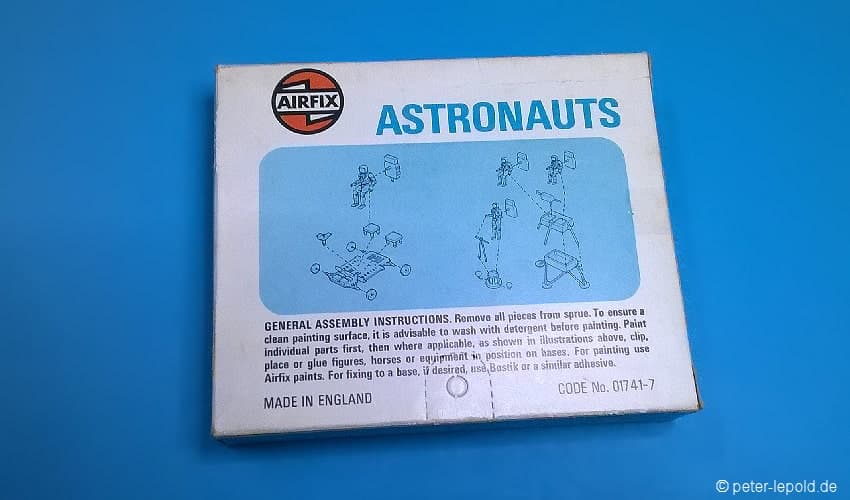 AIRFIX
ASTRONAUTS
GENERAL ASSEMBLY INSTRUCTIONS. Remove all pieces from sprue. To ensure a
clean painting surface, it is advisable to wash with detergent before painting. Paint
individual parts first, then where applicable, as shown in illustrations above, clip,
place or glue figures, horses or equipment in position on bases. For painting use
Airfix paints. For fixing to a base, if desired, use Bostik or a similar adhesive.
MADE IN ENGLAND
CODE No. 01741-7
© peter-lepold.de